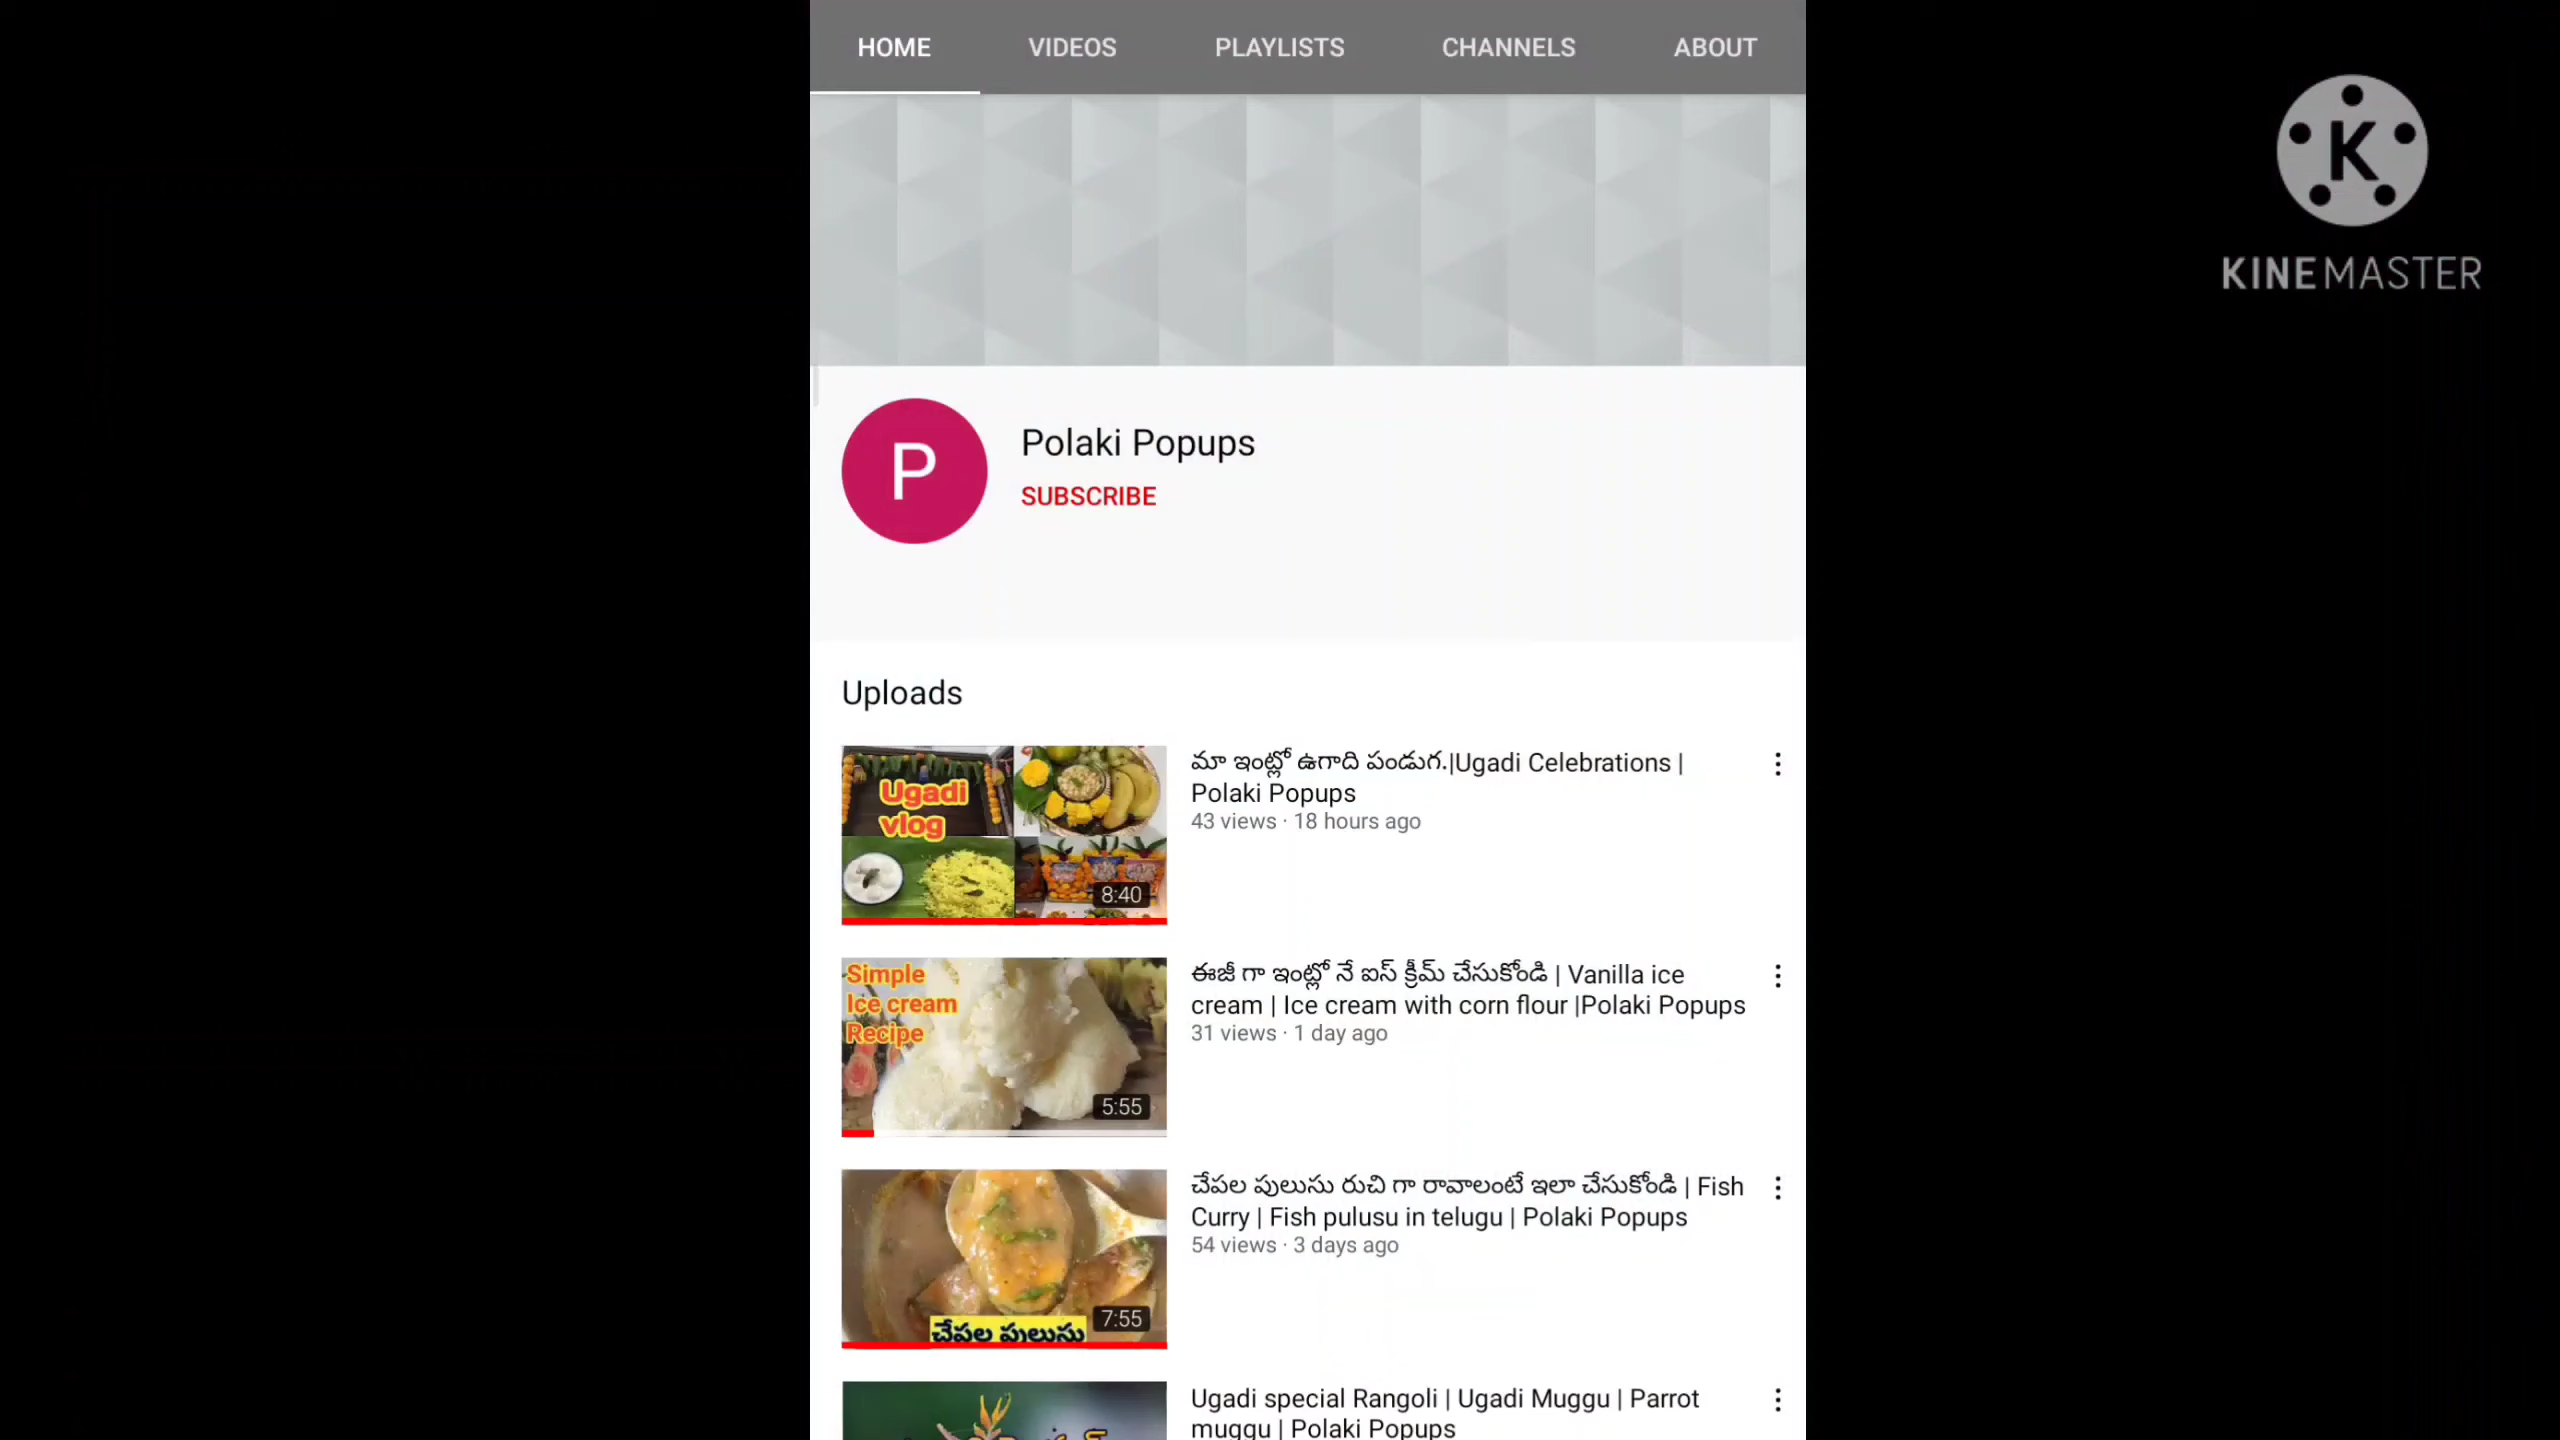 HOME VIDEOS PLAYLISTS CHANNELS ABOUT
K
KINEMASTER
P
Polaki Popups
SUBSCRIBE
Uploads
Ugadi
vlog
8:40
మా ఇంట్లో ఉగాది పండుగ.|Ugadi Celebrations |
Polaki Popups
43 views · 18 hours ago
Simple
Ice cream
Recipe
5:55
ఈజీ గా ఇంట్లో నే ఐస్ క్రీమ్ చేసుకోండి | Vanilla ice
cream | Ice cream with corn flour |Polaki Popups
31 views · 1 day ago
చేపల పులుసు
7:55
చేపల పులుసు రుచి గా రావాలంటే ఇలా చేసుకోండి | Fish
Curry | Fish pulusu in telugu | Polaki Popups
54 views · 3 days ago
Ugadi special Rangoli | Ugadi Muggu | Parrot
muggu | Polaki Popups